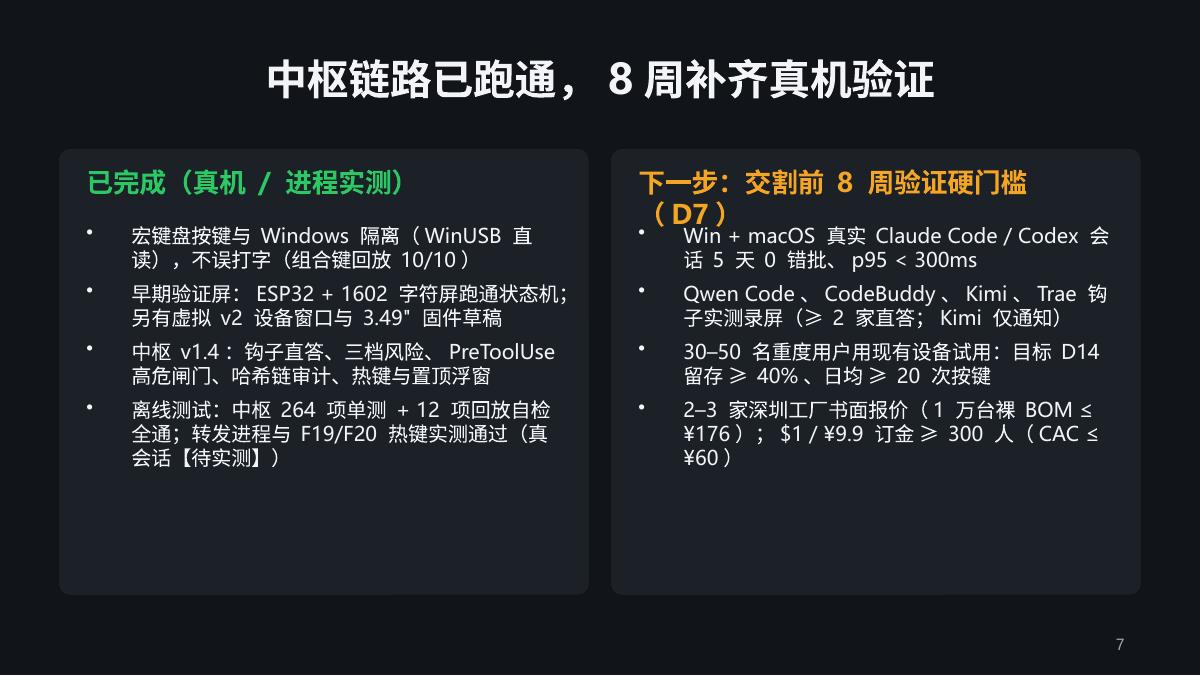 中枢链路已跑通，8 周补齐真机验证
已完成（真机 / 进程实测）
• 宏键盘按键与 Windows 隔离（WinUSB 直
读），不误打字（组合键回放 10/10）
• 早期验证屏：ESP32 + 1602 字符屏跑通状态机；
另有虚拟 v2 设备窗口与 3.49" 固件草稿
• 中枢 v1.4：钩子直答、三档风险、PreToolUse
高危闸门、哈希链审计、热键与置顶浮窗
• 离线测试：中枢 264 项单测 + 12 项回放自检
全通；转发进程与 F19/F20 热键实测通过（真
会话【待实测】）
下一步：交割前 8 周验证硬门槛
（D7）
• Win + macOS 真实 Claude Code / Codex 会
话 5 天 0 错批、p95 < 300ms
• Qwen Code、CodeBuddy、Kimi、Trae 钩
子实测录屏（≥ 2 家直答；Kimi 仅通知）
• 30–50 名重度用户用现有设备试用：目标 D14
留存 ≥ 40%、日均 ≥ 20 次按键
• 2–3 家深圳工厂书面报价（1 万台裸 BOM ≤
¥176）；$1 / ¥9.9 订金 ≥ 300 人（CAC ≤
¥60）
7